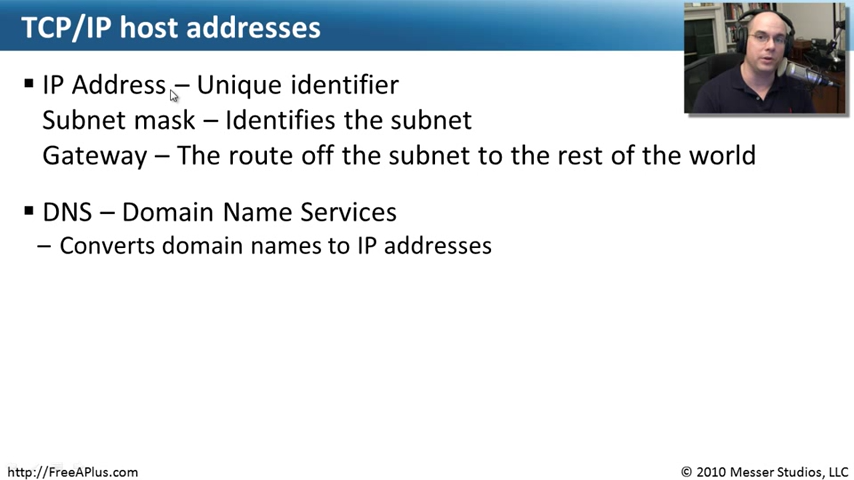 TCP/IP host addresses
▪ IP Address – Unique identifier
Subnet mask – Identifies the subnet
Gateway – The route off the subnet to the rest of the world
▪ DNS – Domain Name Services
– Converts domain names to IP addresses
http://FreeAPlus.com
© 2010 Messer Studios, LLC